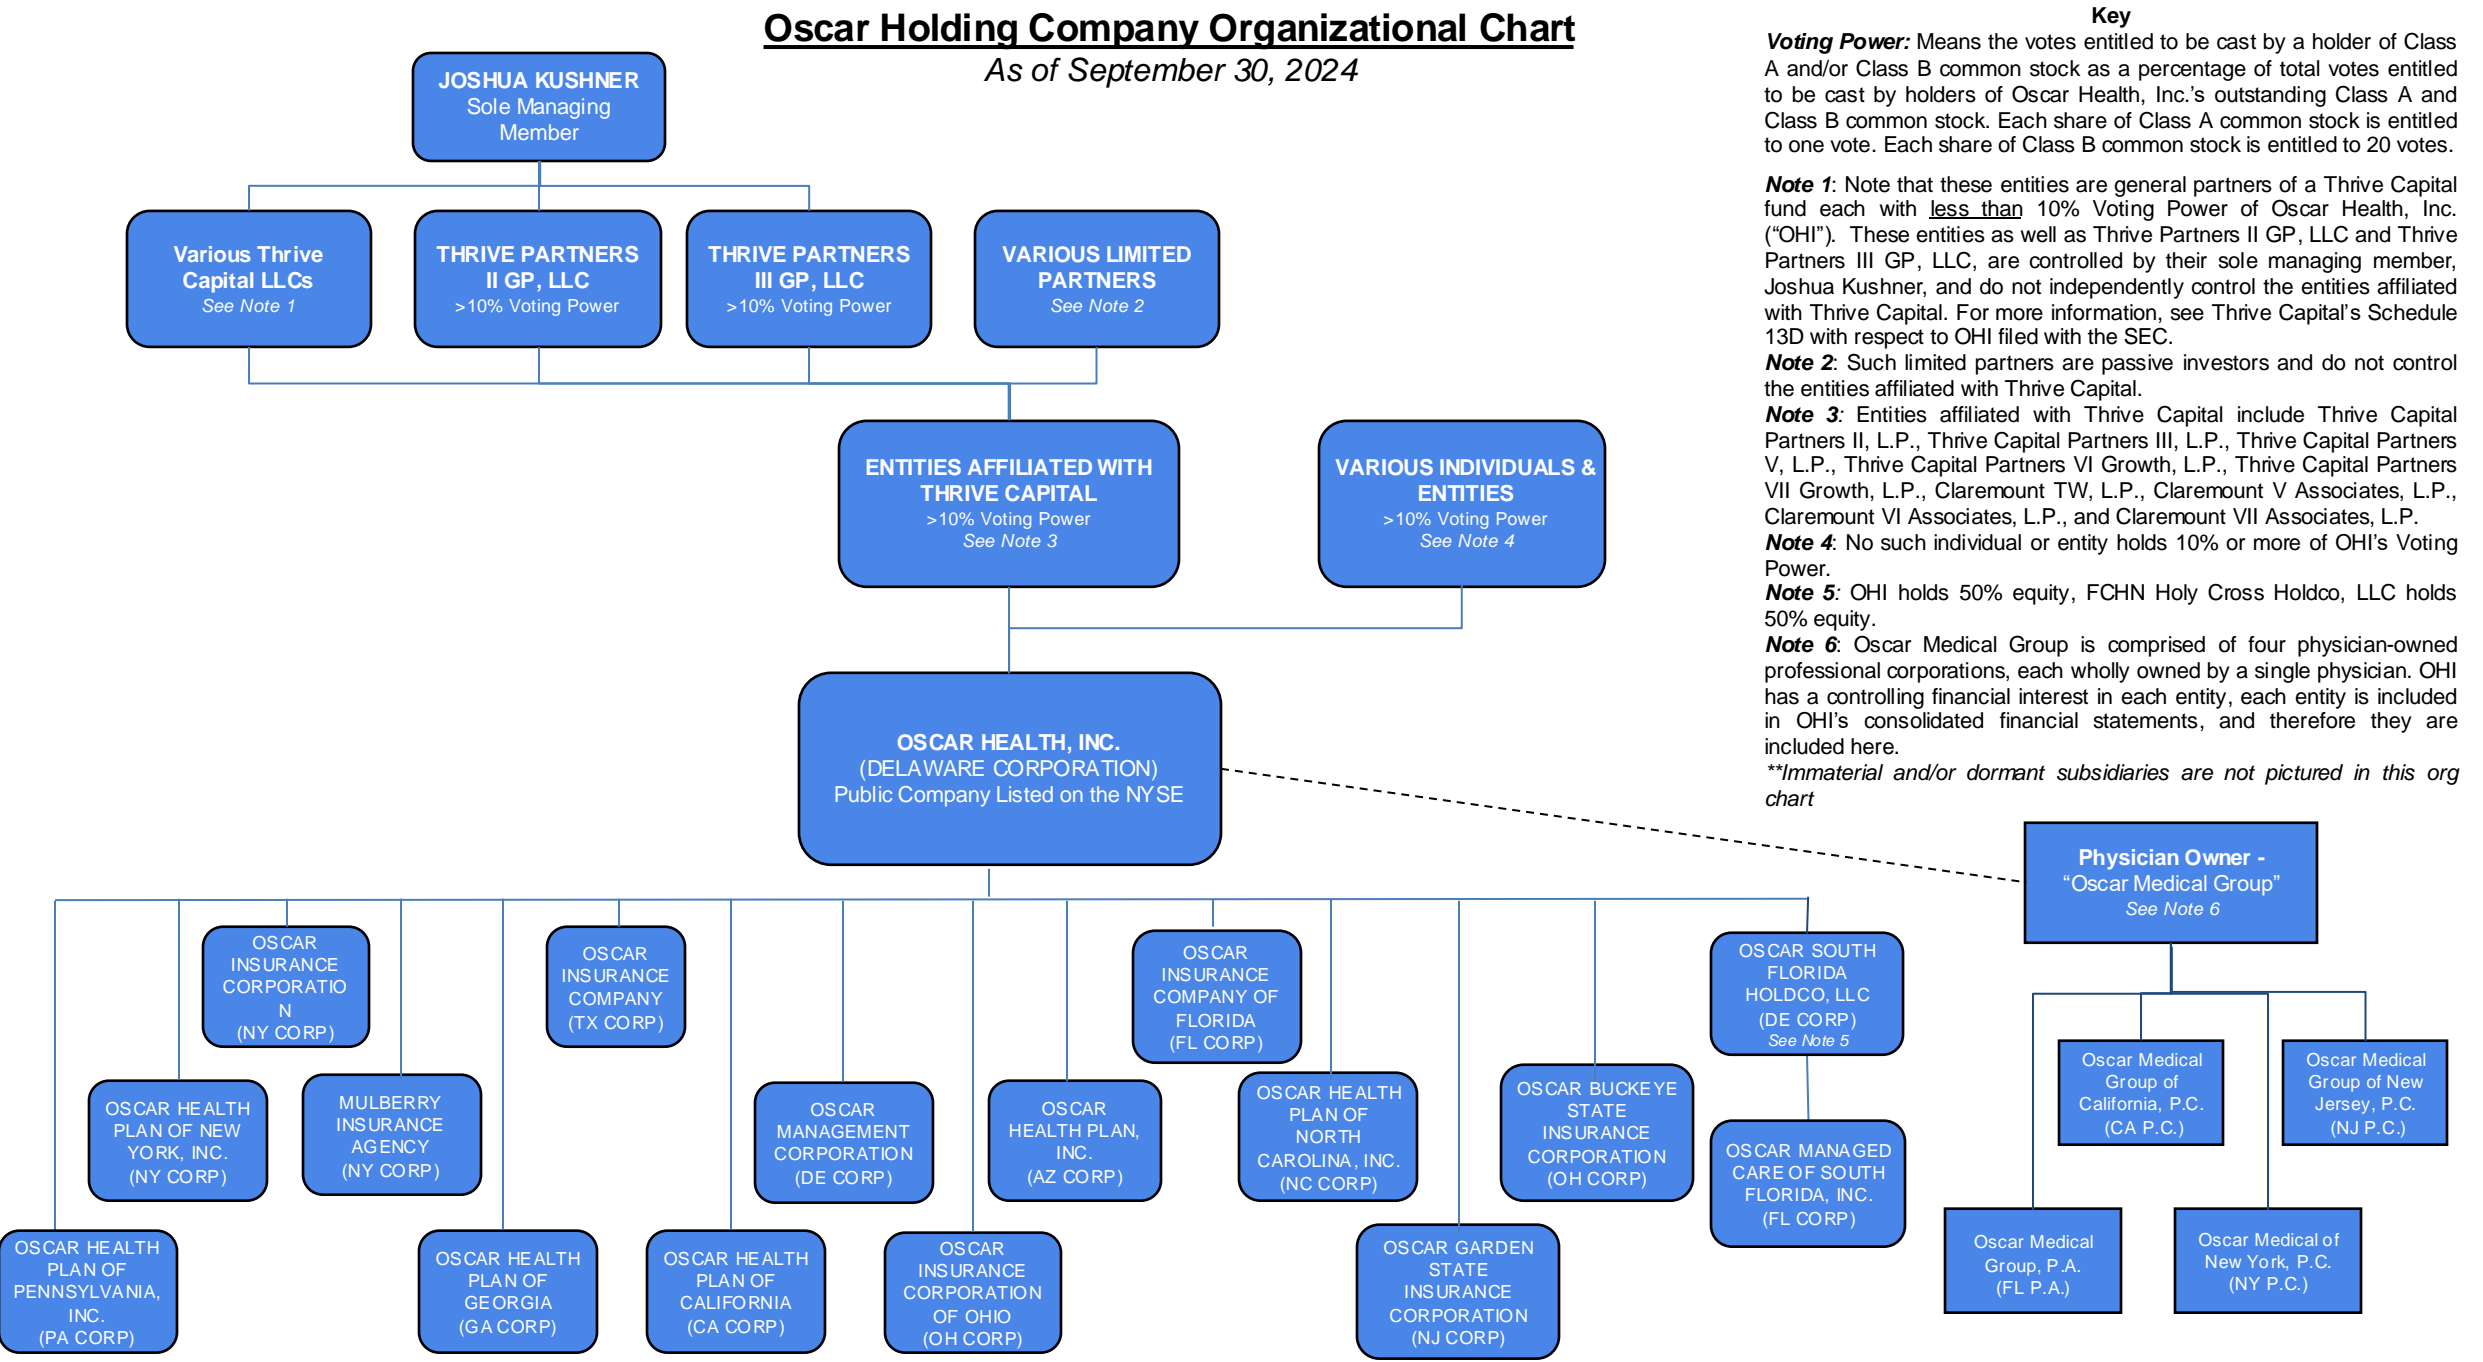 Oscar Holding Company Organizational Chart
As of September 30, 2024
Key
Voting Power: Means the votes entitled to be cast by a holder of Class
A and/or Class B common stock as a percentage of total votes entitled
to be cast by holders of Oscar Health, Inc.'s outstanding Class A and
Class B common stock. Each share of Class A common stock is entitled
to one vote. Each share of Class B common stock is entitled to 20 votes.
Note 1: Note that these entities are general partners of a Thrive Capital
fund each with less than 10% Voting Power of Oscar Health, Inc.
(“OHI”). These entities as well as Thrive Partners II GP, LLC and Thrive
Partners III GP, LLC, are controlled by their sole managing member,
Joshua Kushner, and do not independently control the entities affiliated
with Thrive Capital. For more information, see Thrive Capital's Schedule
13D with respect to OHI filed with the SEC.
Note 2: Such limited partners are passive investors and do not control
the entities affiliated with Thrive Capital.
Note 3: Entities affiliated with Thrive Capital include Thrive Capital
Partners II, L.P., Thrive Capital Partners III, L.P., Thrive Capital Partners
V, L.P., Thrive Capital Partners VI Growth, L.P., Thrive Capital Partners
VII Growth, L.P., Claremount TW, L.P., Claremount V Associates, L.P.,
Claremount VI Associates, L.P., and Claremount VII Associates, L.P.
Note 4: No such individual or entity holds 10% or more of OHI's Voting
Power.
Note 5: OHI holds 50% equity, FCHN Holy Cross Holdco, LLC holds
50% equity.
Note 6: Oscar Medical Group is comprised of four physician-owned
professional corporations, each wholly owned by a single physician. OHI
has a controlling financial interest in each entity, each entity is included
in OHI's consolidated financial statements, and therefore they are
included here.
**Immaterial and/or dormant subsidiaries are not pictured in this org
chart
JOSHUA KUSHNER
Sole Managing
Member
Various Thrive
Capital LLCs
See Note 1
THRIVE PARTNERS
II GP, LLC
>10% Voting Power
THRIVE PARTNERS
III GP, LLC
>10% Voting Power
VARIOUS LIMITED
PARTNERS
See Note 2
ENTITIES AFFILIATED WITH
THRIVE CAPITAL
>10% Voting Power
See Note 3
VARIOUS INDIVIDUALS &
ENTITIES
>10% Voting Power
See Note 4
OSCAR HEALTH, INC.
(DELAWARE CORPORATION)
Public Company Listed on the NYSE
Physician Owner -
“Oscar Medical Group”
See Note 6
OSCAR
INSURANCE
CORPORATIO
N
(NY CORP)
OSCAR
INSURANCE
COMPANY
(TX CORP)
OSCAR
INSURANCE
COMPANY OF
FLORIDA
(FL CORP)
OSCAR SOUTH
FLORIDA
HOLDCO, LLC
(DE CORP)
See Note 5
OSCAR HEALTH
PLAN OF NEW
YORK, INC.
(NY CORP)
MULBERRY
INSURANCE
AGENCY
(NY CORP)
OSCAR
MANAGEMENT
CORPORATION
(DE CORP)
OSCAR
HEALTH PLAN,
INC.
(AZ CORP)
OSCAR HEALTH
PLAN OF
NORTH
CAROLINA, INC.
(NC CORP)
OSCAR BUCKEYE
STATE
INSURANCE
CORPORATION
(OH CORP)
OSCAR MANAGED
CARE OF SOUTH
FLORIDA, INC.
(FL CORP)
Oscar Medical
Group of
California, P.C.
(CA P.C.)
Oscar Medical
Group of New
Jersey, P.C.
(NJ P.C.)
OSCAR HEALTH
PLAN OF
PENNSYLVANIA,
INC.
(PA CORP)
OSCAR HEALTH
PLAN OF
GEORGIA
(GA CORP)
OSCAR HEALTH
PLAN OF
CALIFORNIA
(CA CORP)
OSCAR
INSURANCE
CORPORATION
OF OHIO
(OH CORP)
OSCAR GARDEN
STATE
INSURANCE
CORPORATION
(NJ CORP)
Oscar Medical
Group, P.A.
(FL P.A.)
Oscar Medical of
New York, P.C.
(NY P.C.)